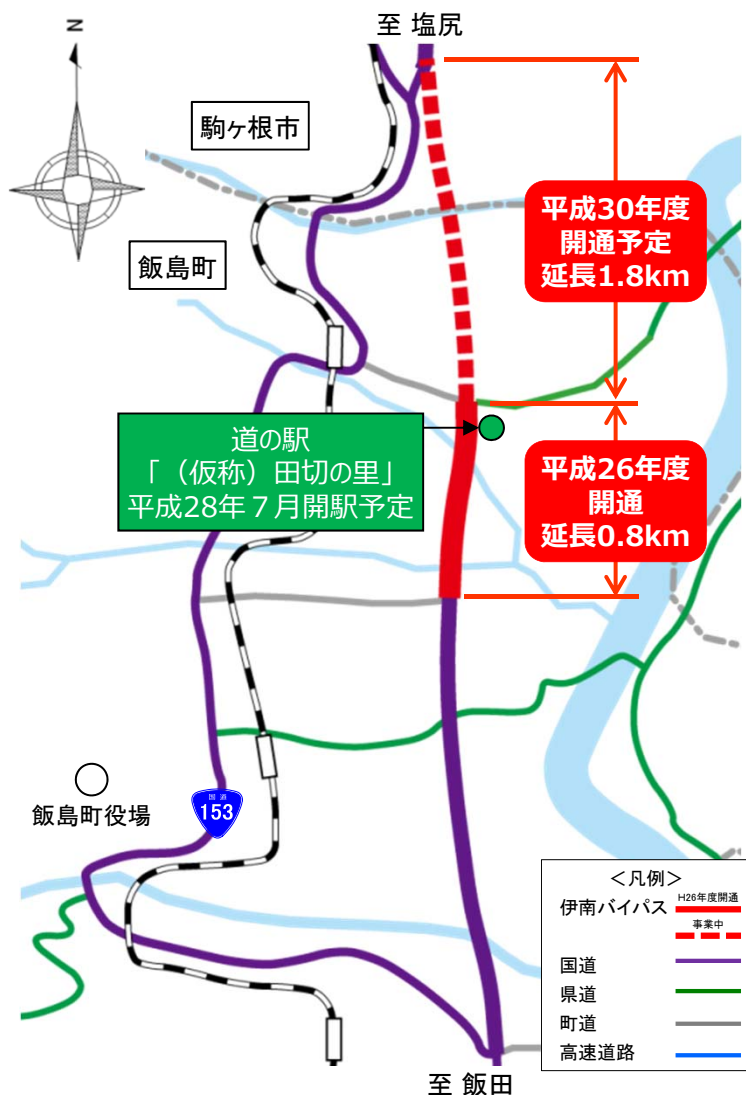 至 塩尻
N
駒ヶ根市
平成30年度
開通予定
延長1.8km
飯島町
道の駅
「（仮称）田切の里」
平成28年７月開駅予定
平成26年度
開通
延長0.8km
飯島町役場
国道
153
＜凡例＞
伊南バイパス
H26年度開通
事業中
国道
県道
町道
高速道路
至 飯田